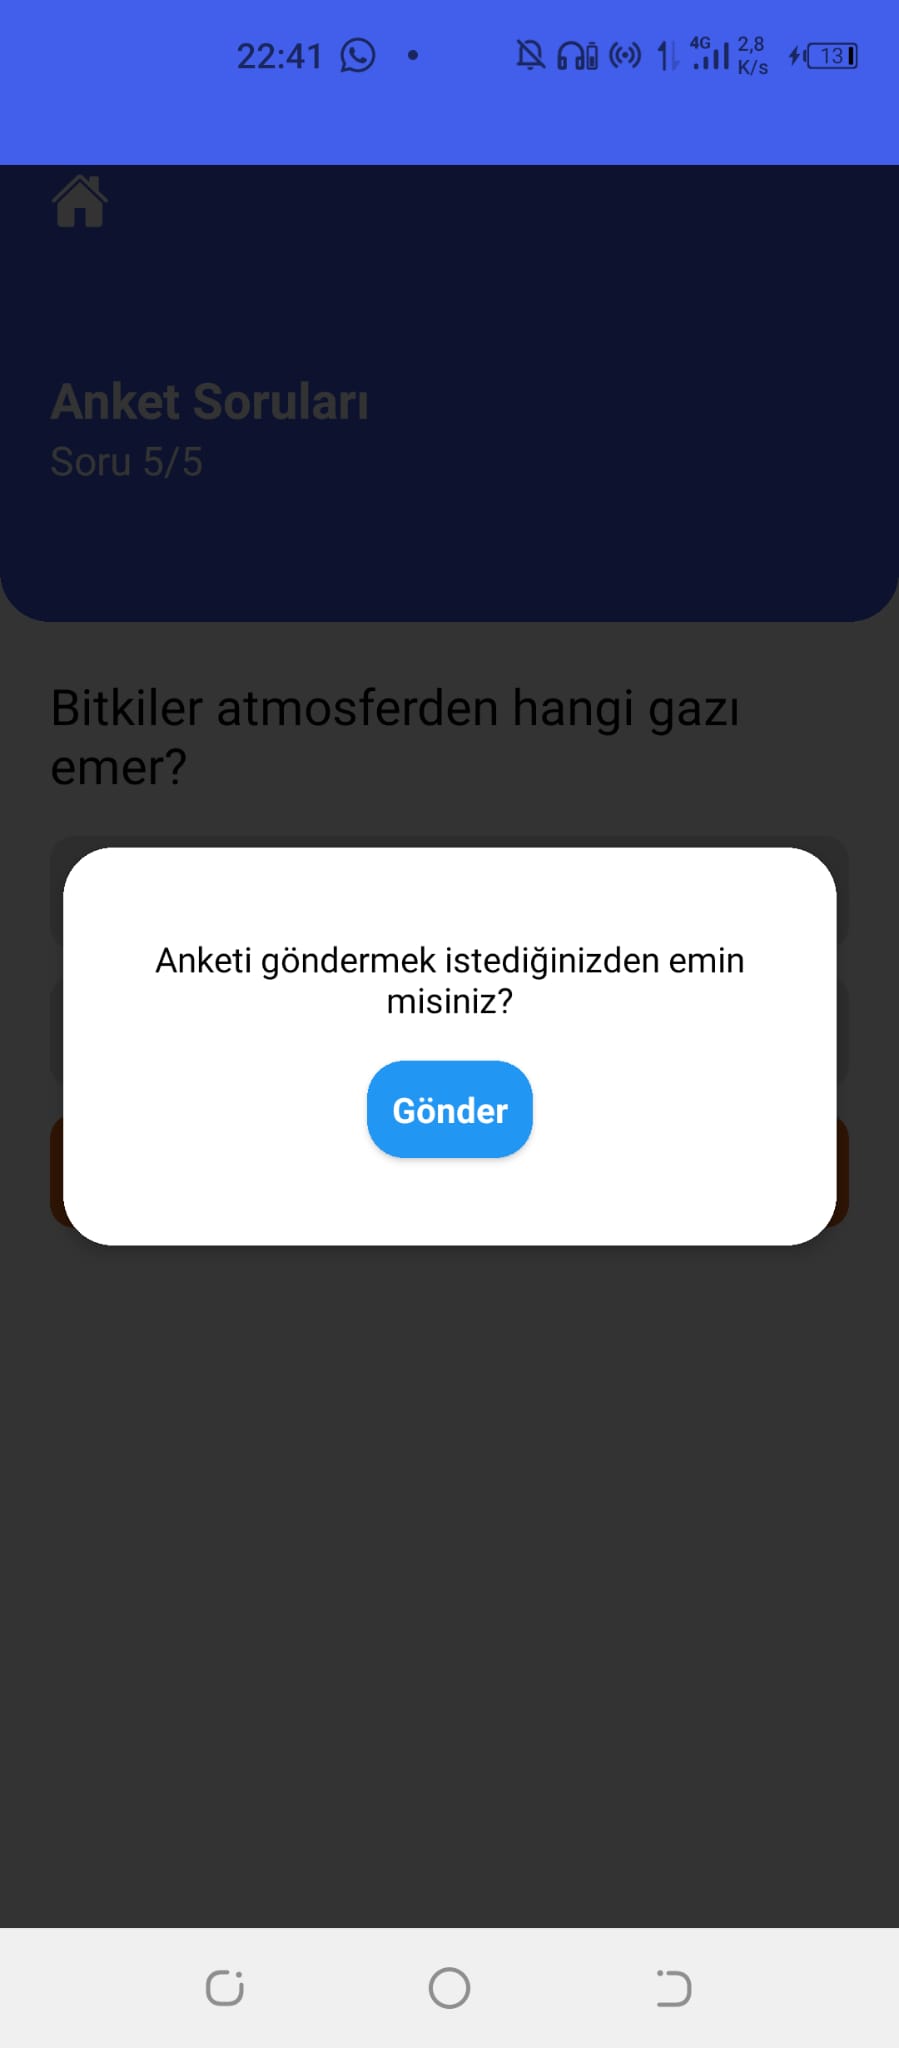 22:41
4G 2,8 K/s 13
Anket Soruları
Soru 5/5
Bitkiler atmosferden hangi gazı
emer?
Anketi göndermek istediğinizden emin
misiniz?
Gönder